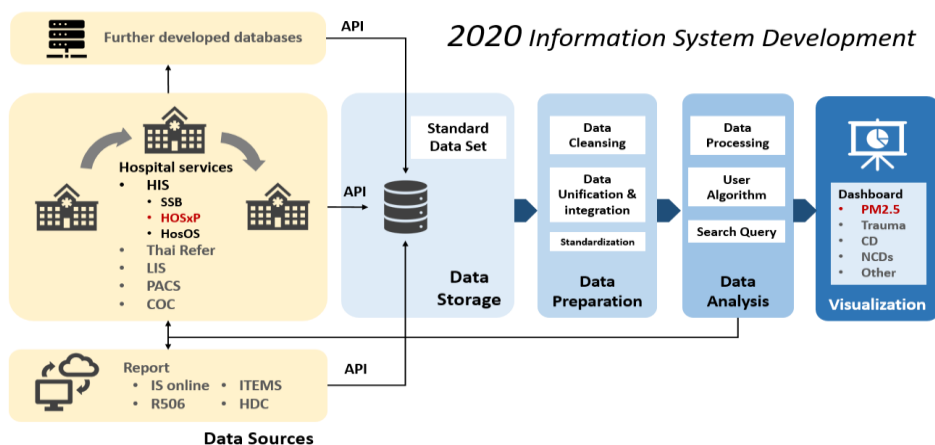 2020 Information System Development
Further developed databases
API
Hospital services
• HIS
• SSB
• HOSxP
• HosOS
• Thai Refer
• LIS
• PACS
• COC
API
Report
• IS online
• R506
• ITEMS
• HDC
API
Data Sources
Standard
Data Set
Data
Storage
Data
Cleansing
Data
Unification &
integration
Standardization
Data
Preparation
Data
Processing
User
Algorithm
Search Query
Data
Analysis
Dashboard
• PM2.5
• Trauma
• CD
• NCDs
• Other
Visualization